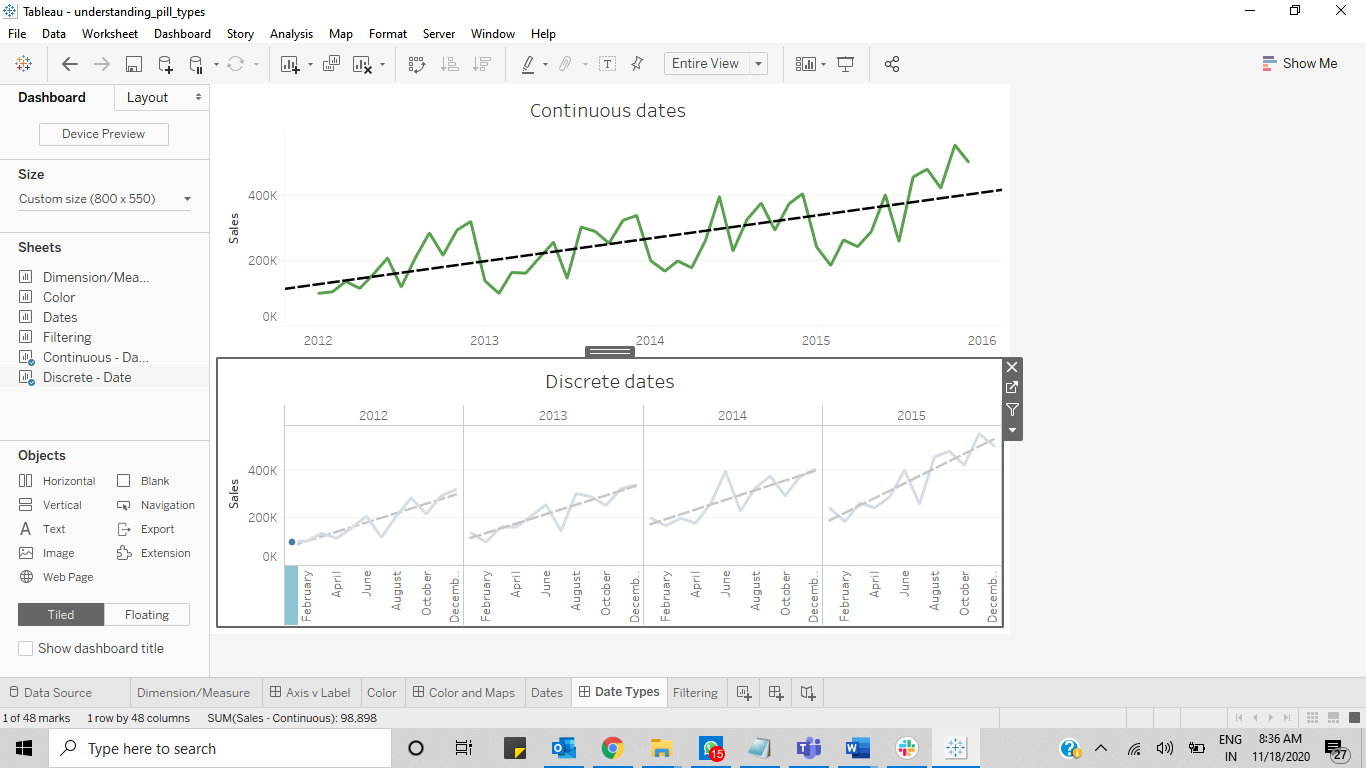 Tableau - understanding_pill_types
File Data Worksheet Dashboard Story Analysis Map Format Server Window Help
Entire View
Show Me
Dashboard Layout
Device Preview
Size
Custom size (800 x 550)
Sheets
Dimension/Mea...
Color
Dates
Filtering
Continuous - Da...
Discrete - Date
Objects
Horizontal Blank
Vertical Navigation
A Text Export
Image Extension
Web Page
Tiled Floating
Show dashboard title
Continuous dates
Sales
400K
200K
0K
2012 2013 2014 2015 2016
Discrete dates
2012 2013 2014 2015
Sales
400K
200K
0K
February April June August October Decemb.. February April June August October Decemb.. February April June August October Decemb.. February April June August October Decemb..
Data Source Dimension/Measure Axis v Label Color Color and Maps Dates Date Types Filtering
1 of 48 marks 1 row by 48 columns SUM(Sales - Continuous): 98,898
Type here to search
15
ENG
IN
8:36 AM
11/18/2020
27